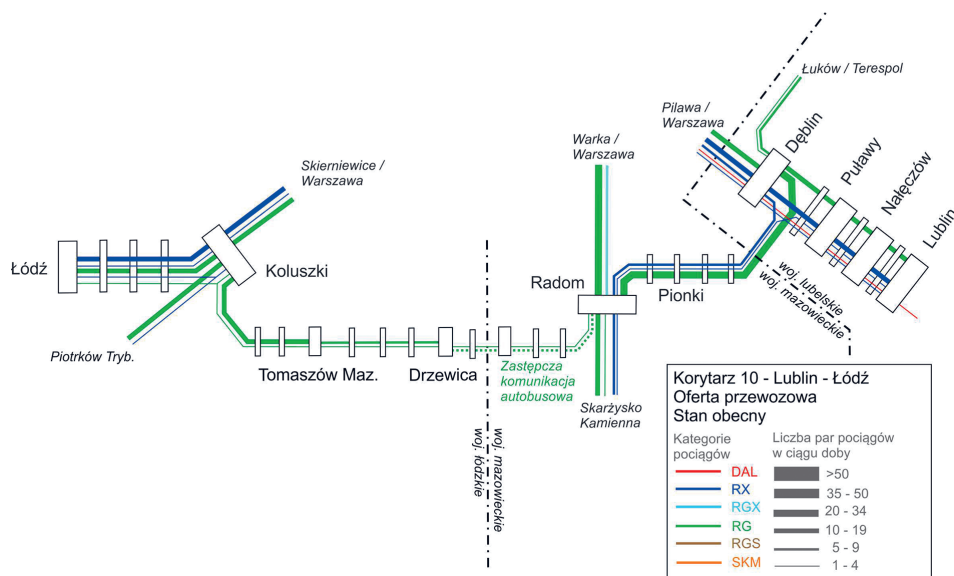 Łuków / Terespol
Pilawa /
Warszawa
Dęblin
Puławy
Nałęczów
Lublin
Warka /
Warszawa
Skierniewice /
Warszawa
Łódź
Koluszki
Radom
Pionki
woj. lubelskie
woj. mazowieckie
Piotrków Tryb.
Tomaszów Maz.
Drzewica
Zastępcza
komunikacja
autobusowa
Skarżysko
Kamienna
woj. łódzkie
woj. mazowieckie
Korytarz 10 - Lublin - Łódź
Oferta przewozowa
Stan obecny
Kategorie
pociągów
Liczba par pociągów
w ciągu doby
DAL
>50
RX
35 - 50
RGX
20 - 34
RG
10 - 19
RGS
5 - 9
SKM
1 - 4